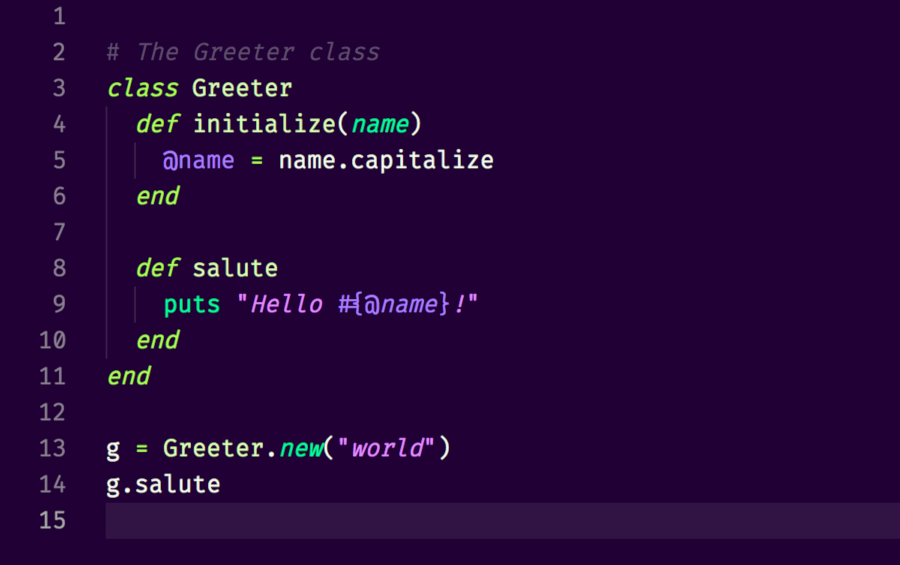 1
2 # The Greeter class
3 class Greeter
4   def initialize(name)
5     @name = name.capitalize
6   end
7
8   def salute
9     puts "Hello #{@name}!"
10   end
11 end
12
13 g = Greeter.new("world")
14 g.salute
15